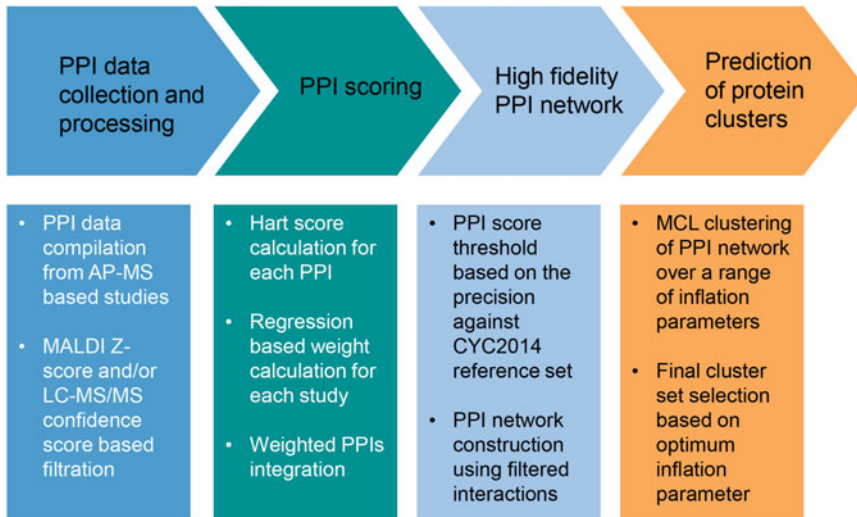 PPI data
collection and
processing
PPI scoring
High fidelity
PPI network
Prediction
of protein
clusters
• PPI data
compilation
from AP-MS
based studies
• MALDI Z-
score and/or
LC-MS/MS
confidence
score based
filtration
• Hart score
calculation for
each PPI
• Regression
based weight
calculation for
each study
• Weighted PPIs
integration
• PPI score
threshold
based on the
precision
against
CYC2014
reference set
• PPI network
construction
using filtered
interactions
• MCL clustering
of PPI network
over a range
of inflation
parameters
• Final cluster
set selection
based on
optimum
inflation
parameter